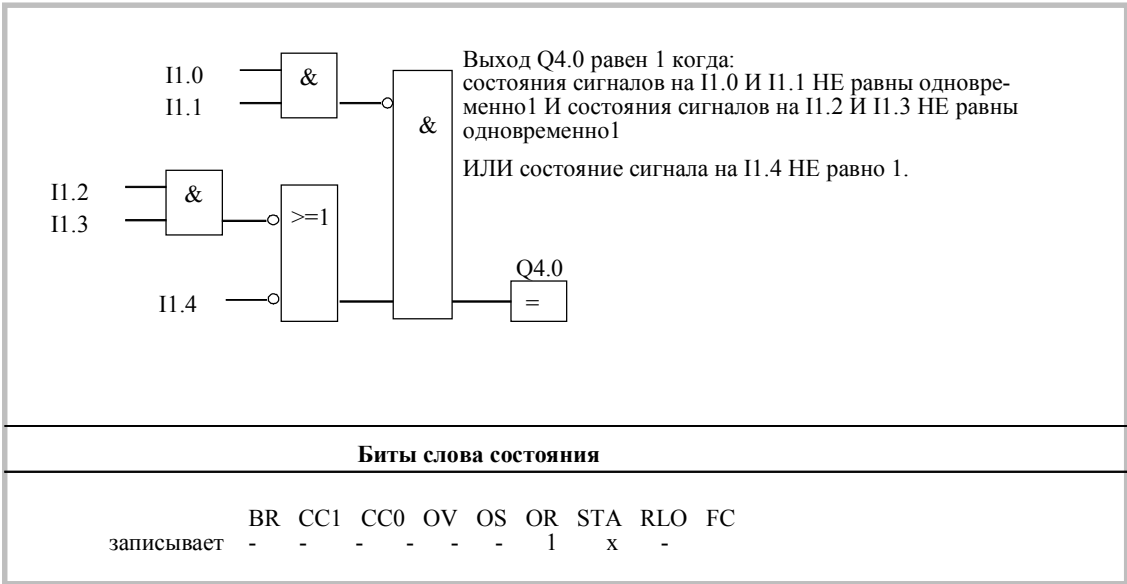 I1.0
I1.1
&
&
Выход Q4.0 равен 1 когда:
состояния сигналов на I1.0 И I1.1 НЕ равны одновре-
менно1 И состояния сигналов на I1.2 И I1.3 НЕ равны
одновременно1
ИЛИ состояние сигнала на I1.4 НЕ равно 1.
I1.2
I1.3
&
>=1
I1.4
Q4.0
=
Биты слова состояния
BR CC1 CC0 OV OS OR STA RLO FC
записывает - - - - - - 1 x -